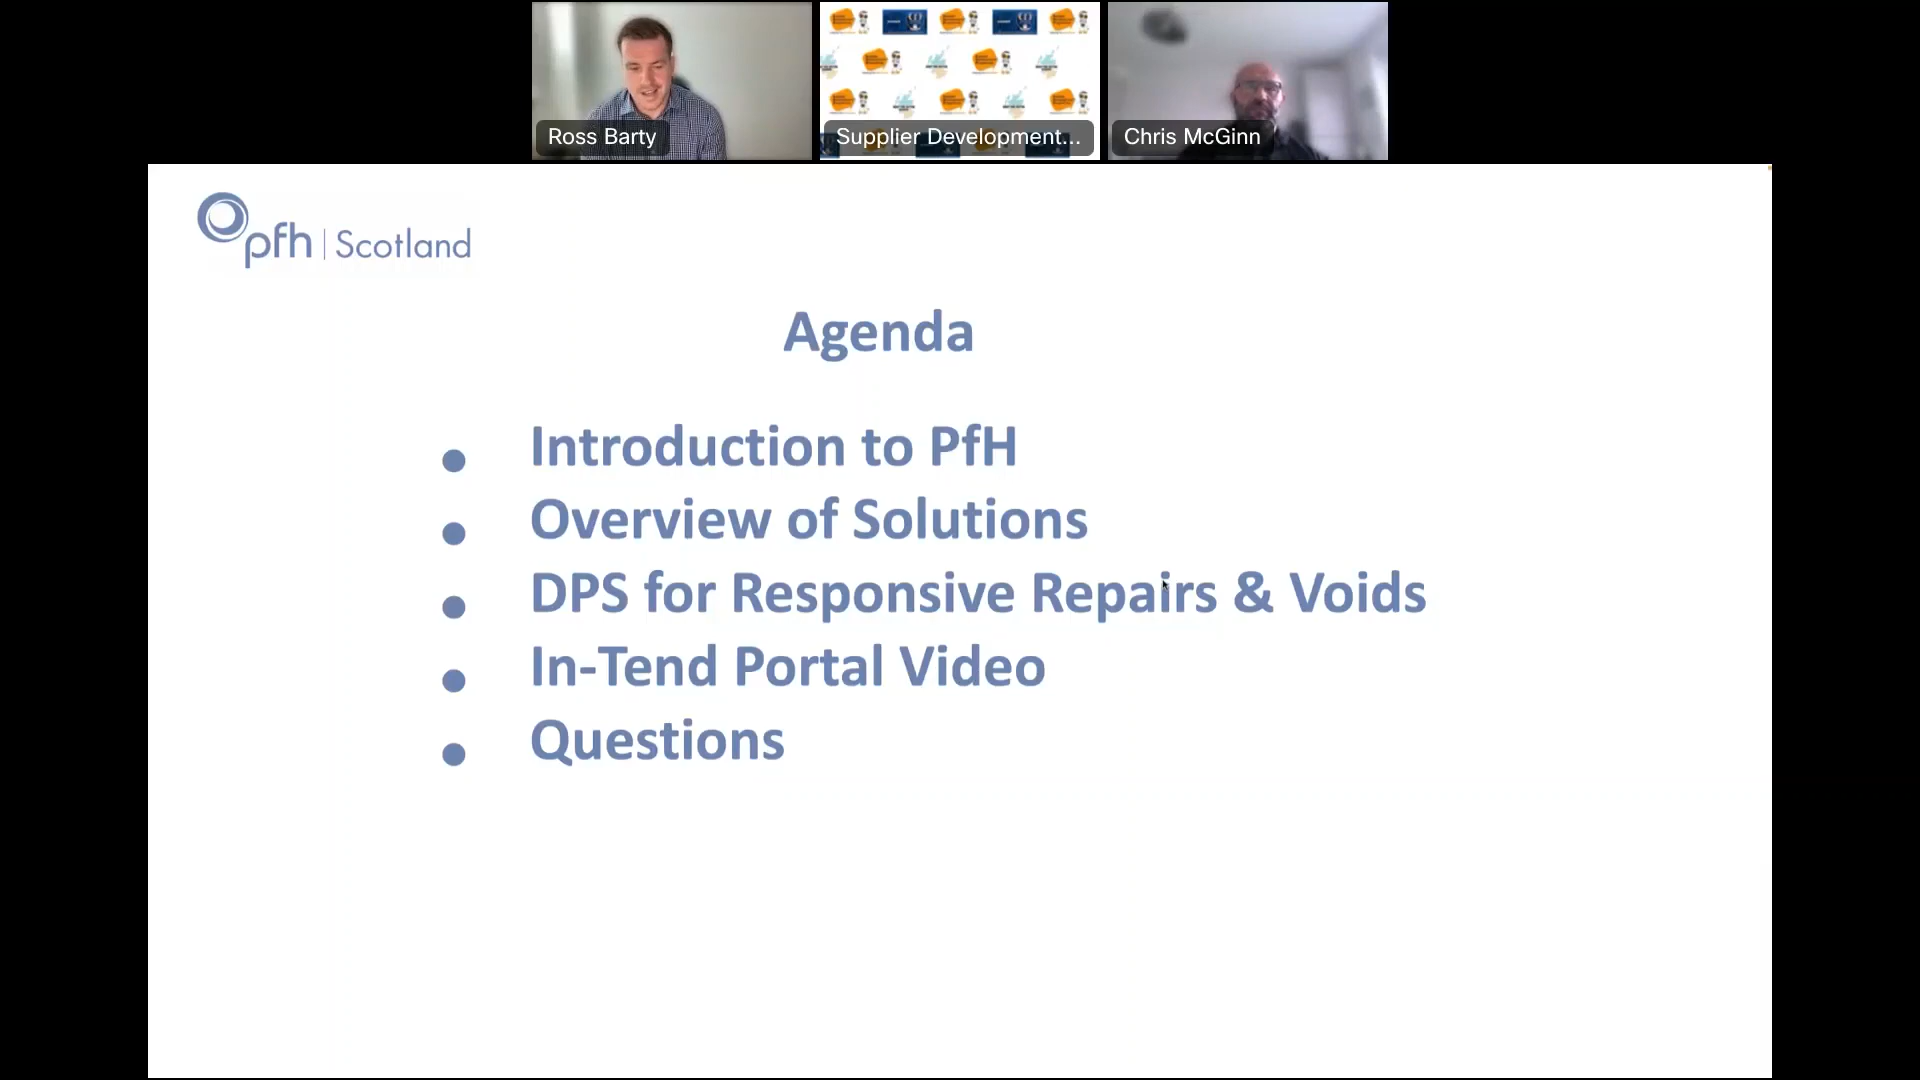 Ross Barty
Supplier Development...
Chris McGinn
pfh | Scotland
Agenda
• Introduction to PfH
• Overview of Solutions
• DPS for Responsive Repairs & Voids
• In-Tend Portal Video
• Questions